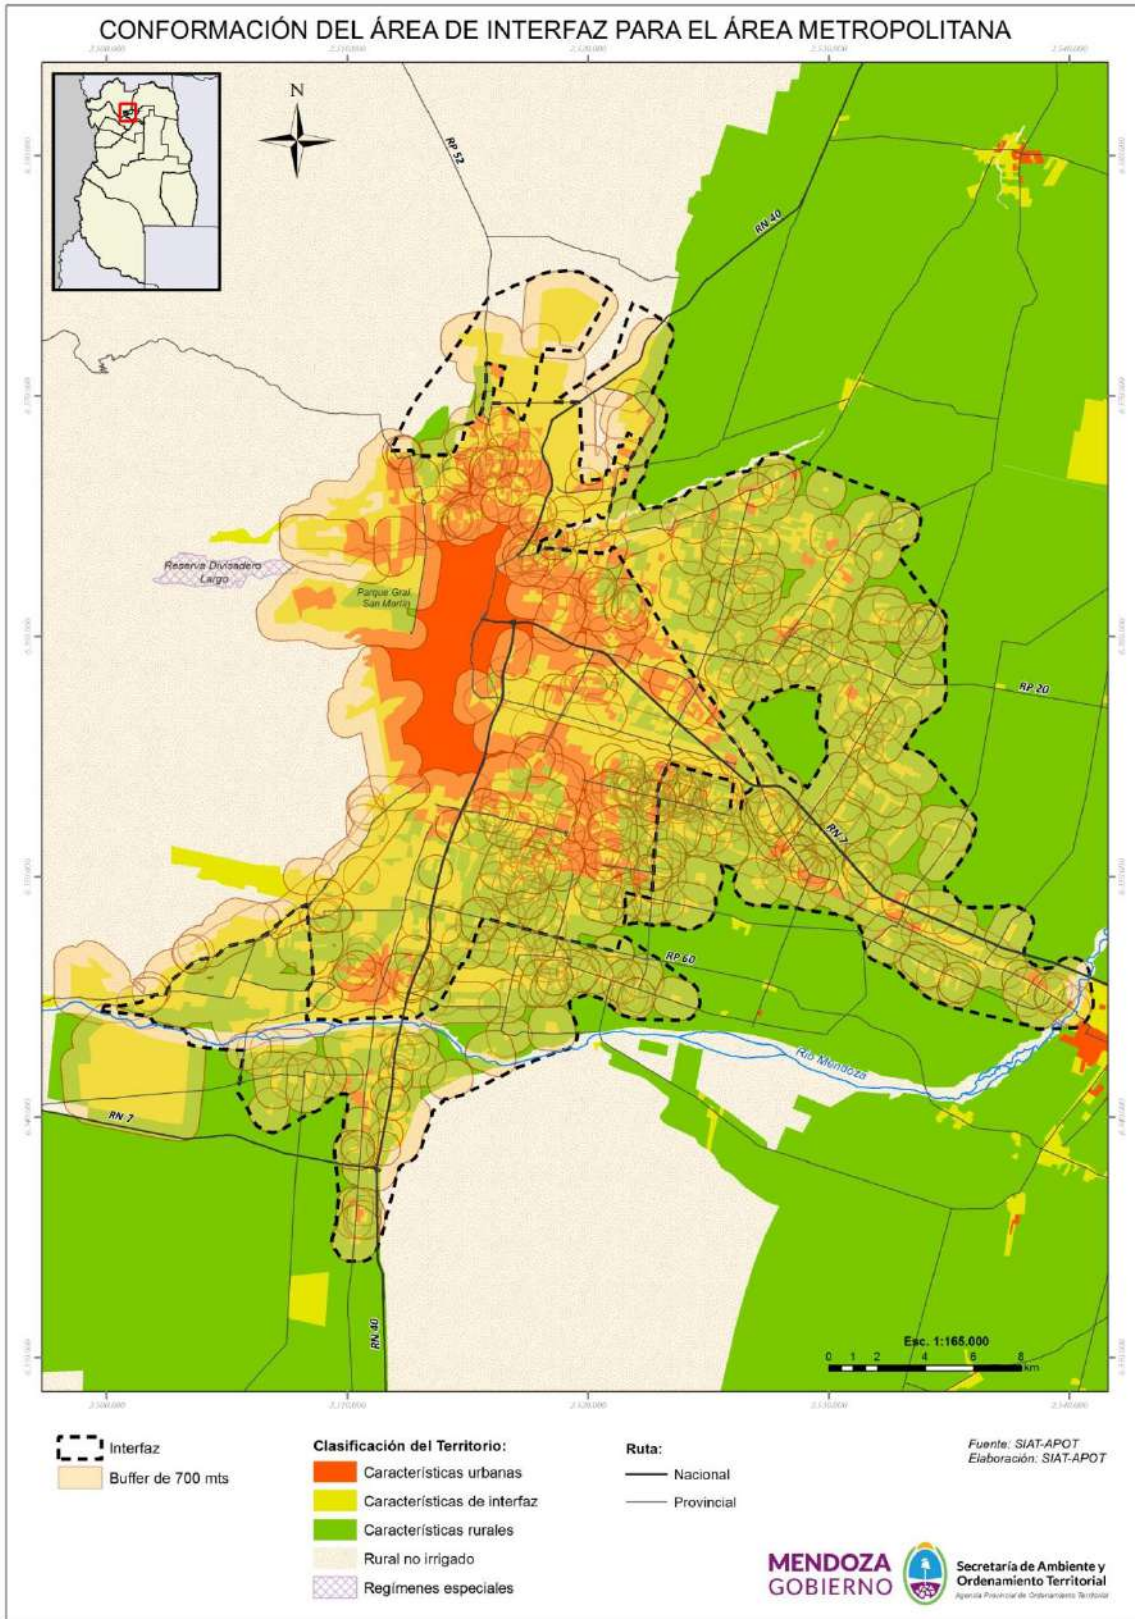 CONFORMACIÓN DEL ÁREA DE INTERFAZ PARA EL ÁREA METROPOLITANA
N
RP 52
RN 40
Reserva Divisadero
Largo
Parque Gral.
San Martín
RP 20
RN 7
RP 60
Río Mendoza
RN 7
RN 40
Esc. 1:165.000
0 1 2 4 6 8
km
Interfaz
Buffer de 700 mts
Clasificación del Territorio:
Características urbanas
Características de interfaz
Características rurales
Rural no irrigado
Regímenes especiales
Ruta:
Nacional
Provincial
Fuente: SIAT-APOT
Elaboración: SIAT-APOT
MENDOZA
GOBIERNO
Secretaría de Ambiente y
Ordenamiento Territorial
Agencia Provincial de Ordenamiento Territorial